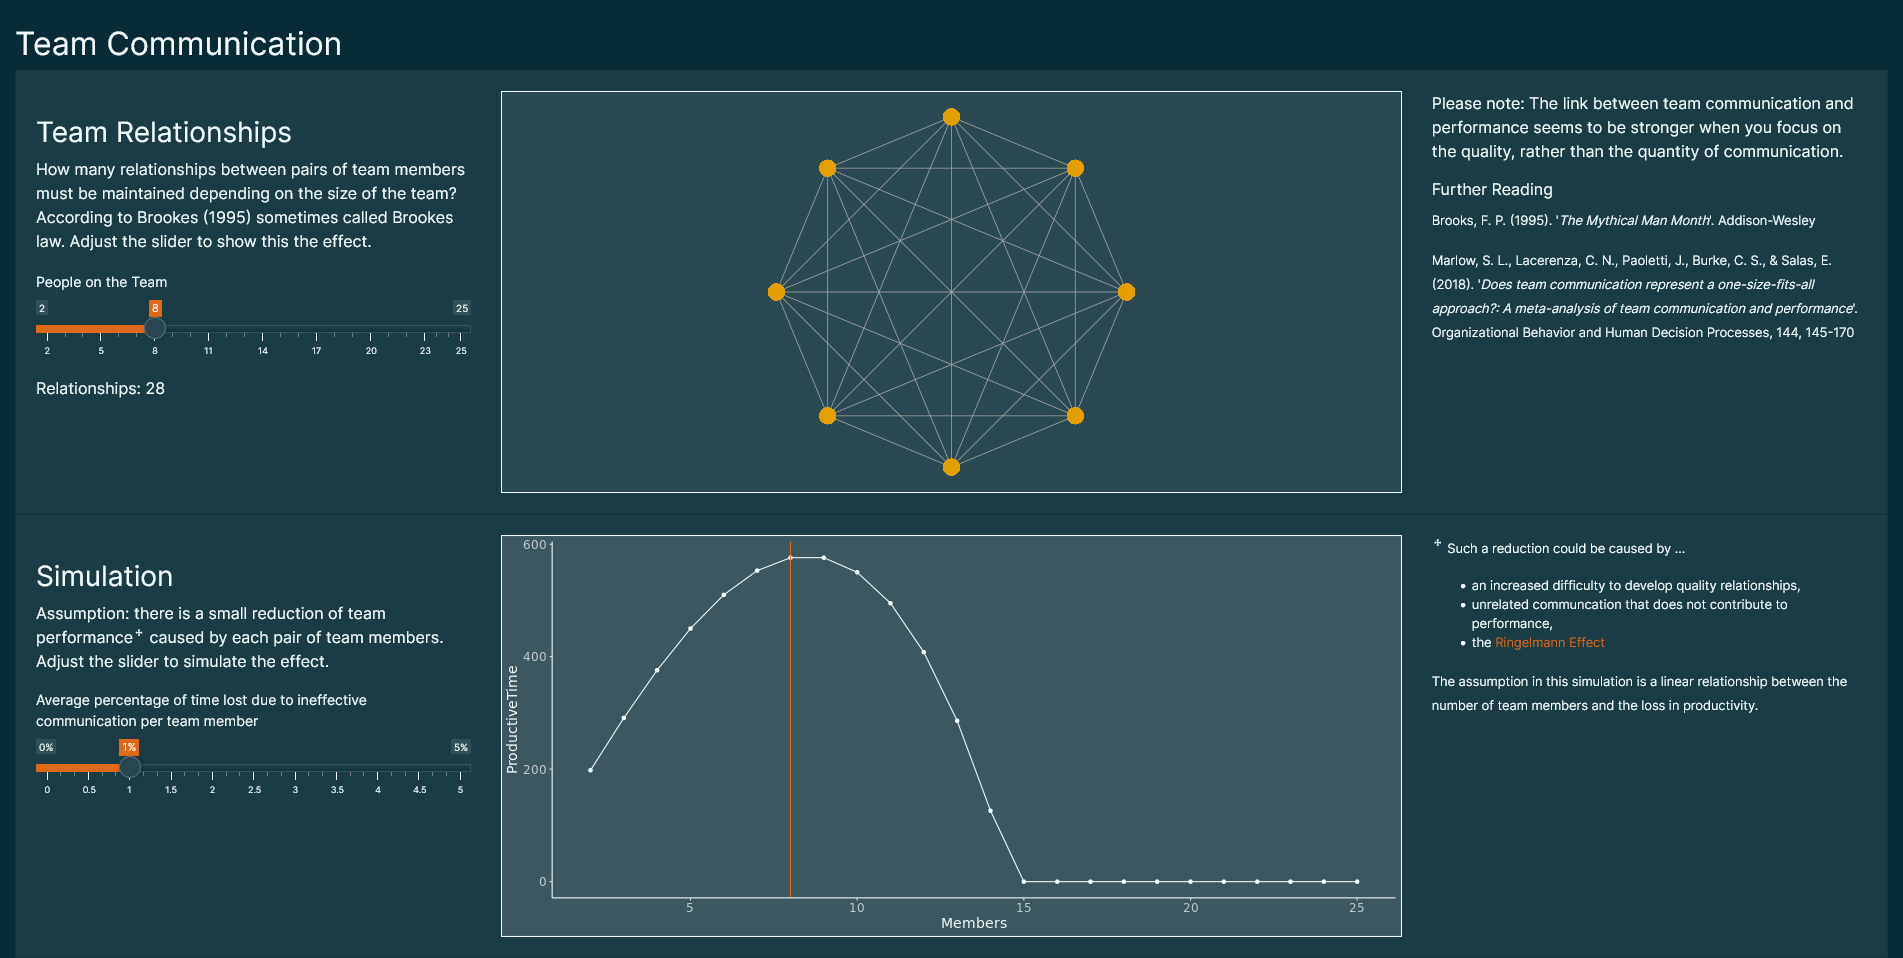 Team Communication
Team Relationships
How many relationships between pairs of team members
must be maintained depending on the size of the team?
According to Brookes (1995) sometimes called Brookes
law. Adjust the slider to show this the effect.
People on the Team
2 8 25
2 5 8 11 14 17 20 23 25
Relationships: 28
Please note: The link between team communication and
performance seems to be stronger when you focus on
the quality, rather than the quantity of communication.
Further Reading
Brooks, F. P. (1995). 'The Mythical Man Month'. Addison-Wesley
Marlow, S. L., Lacerenza, C. N., Paoletti, J., Burke, C. S., & Salas, E.
(2018). 'Does team communication represent a one-size-fits-all
approach?: A meta-analysis of team communication and performance'.
Organizational Behavior and Human Decision Processes, 144, 145-170
Simulation
Assumption: there is a small reduction of team
performance+ caused by each pair of team members.
Adjust the slider to simulate the effect.
Average percentage of time lost due to ineffective
communication per team member
0% 1% 5%
0 0.5 1 1.5 2 2.5 3 3.5 4 4.5 5
ProductiveTime
600
400
200
0
5 10 15 20 25
Members
+ Such a reduction could be caused by ...
• an increased difficulty to develop quality relationships,
• unrelated communcation that does not contribute to
performance,
• the Ringelmann Effect
The assumption in this simulation is a linear relationship between the
number of team members and the loss in productivity.